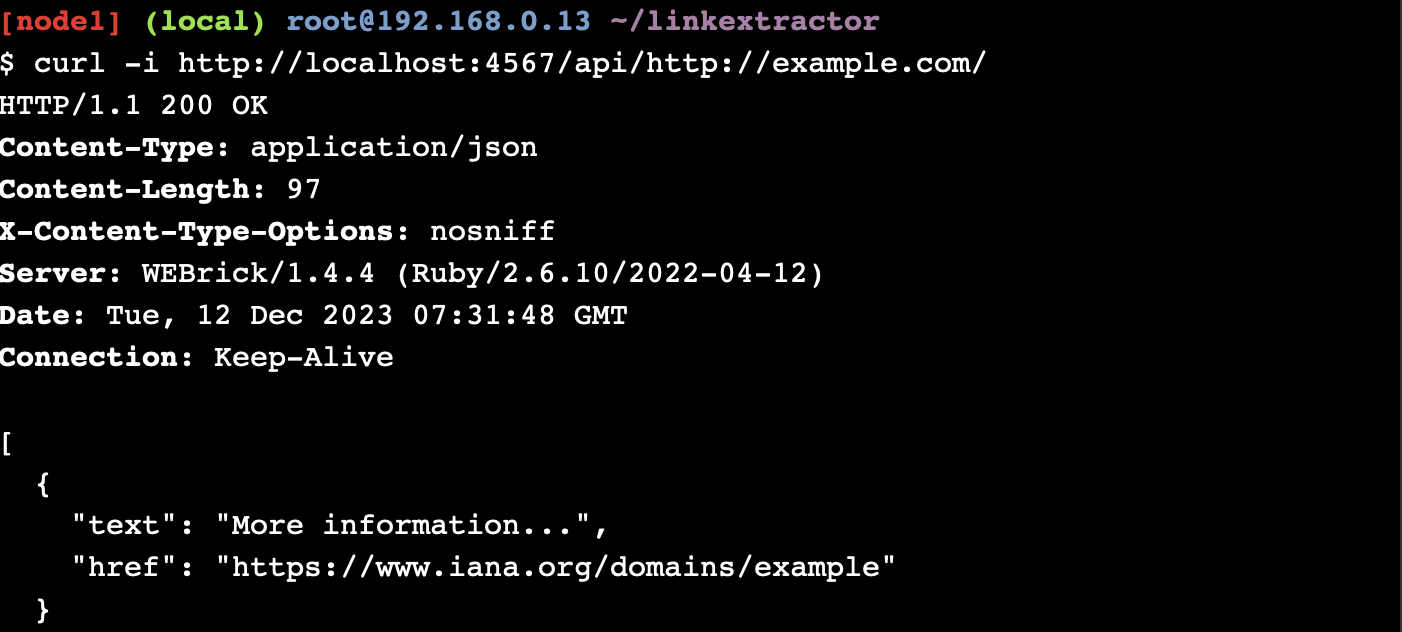 [node1] (local) root@192.168.0.13 ~/linkextractor
$ curl -i http://localhost:4567/api/http://example.com/
HTTP/1.1 200 OK
Content-Type: application/json
Content-Length: 97
X-Content-Type-Options: nosniff
Server: WEBrick/1.4.4 (Ruby/2.6.10/2022-04-12)
Date: Tue, 12 Dec 2023 07:31:48 GMT
Connection: Keep-Alive

[
  {
    "text": "More information...",
    "href": "https://www.iana.org/domains/example"
  }